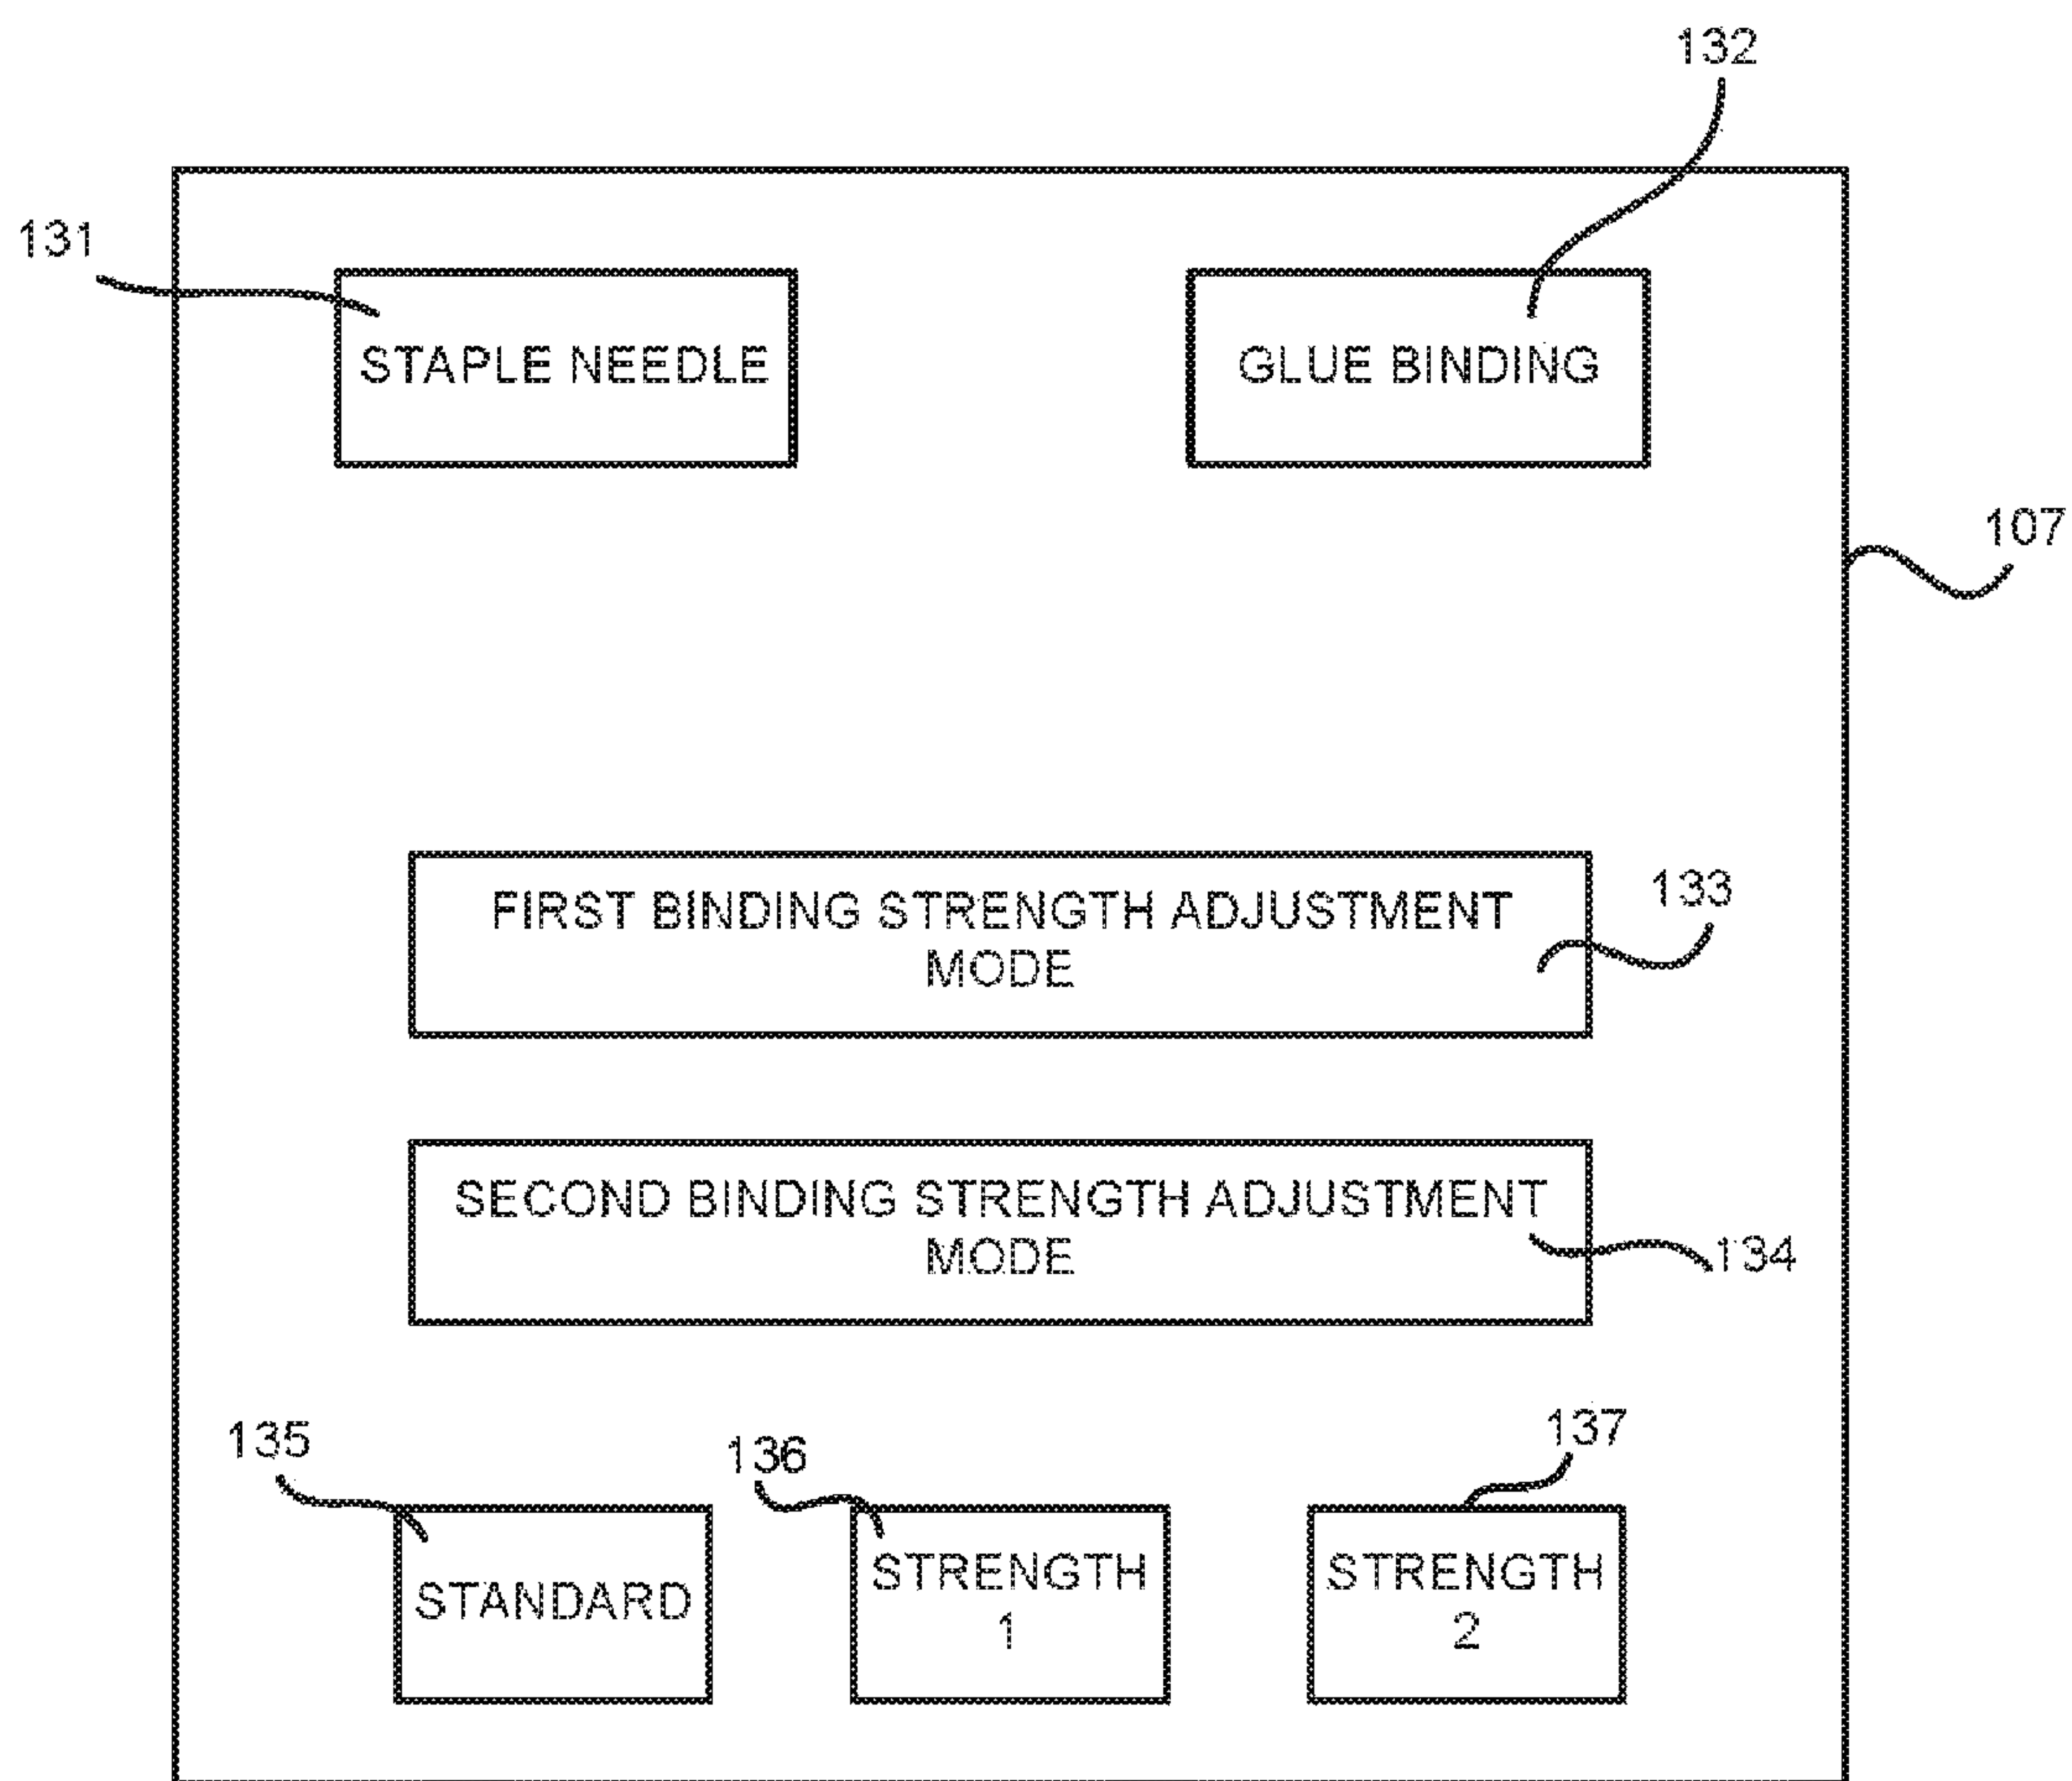 132
131
STAPLE NEEDLE
GLUE BINDING
107
FIRST BINDING STRENGTH ADJUSTMENT
MODE
133
SECOND BINDING STRENGTH ADJUSTMENT
MODE
134
135
136
137
STANDARD
STRENGTH
1
STRENGTH
2